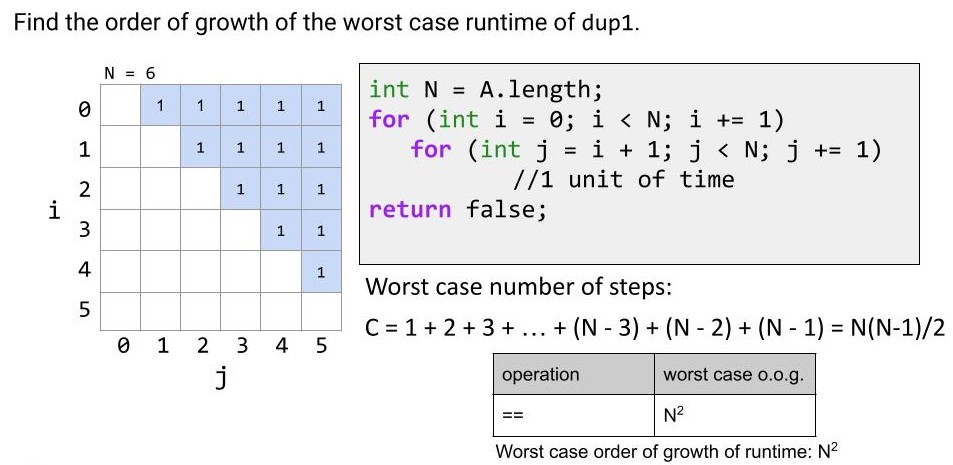 Find the order of growth of the worst case runtime of dup1.
N = 6
0 1 1 1 1 1
1 1 1 1 1
2 1 1 1
i
3 1 1
4 1
5
0 1 2 3 4 5
j
int N = A.length;
for (int i = 0; i < N; i += 1)
for (int j = i + 1; j < N; j += 1)
//1 unit of time
return false;
Worst case number of steps:
C = 1 + 2 + 3 + ... + (N - 3) + (N - 2) + (N - 1) = N(N-1)/2
operation worst case o.o.g.
== N²
Worst case order of growth of runtime: N²